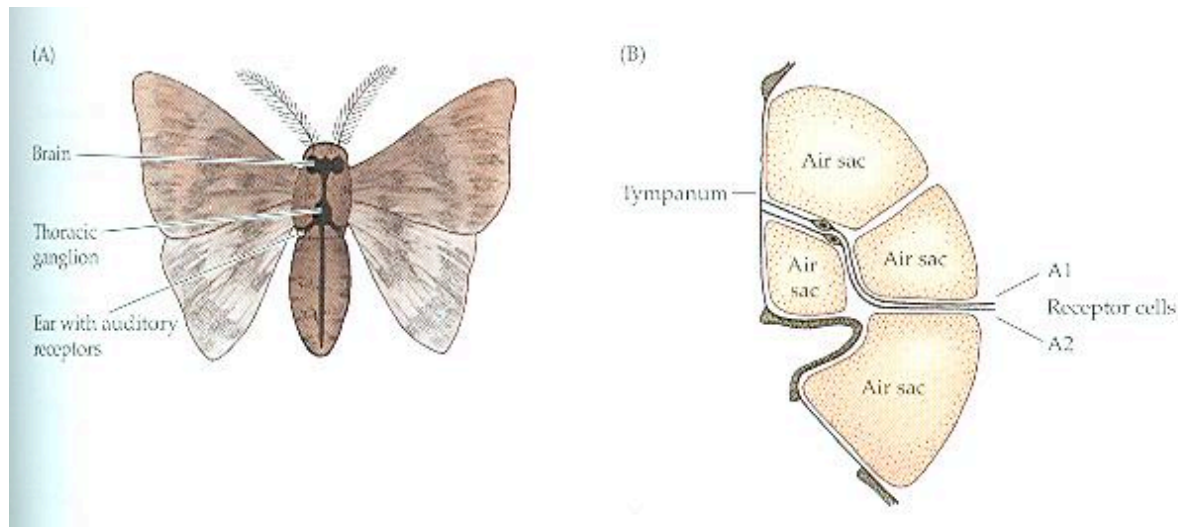 (A)
Brain
Thoracic
ganglion
Ear with auditory
receptors
(B)
Air sac
Tympanum
Air
sac
Air sac
A1
Receptor cells
A2
Air sac